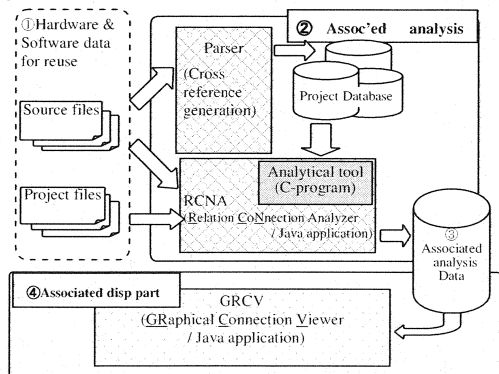 ①Hardware &
Software data
for reuse
Source files
Project files
② Assoc'ed analysis
Parser
(Cross
reference
generation)
Project Database
Analytical tool
(C-program)
RCNA
(Relation CoNnection Analyzer
/ Java application)
③
Associated
analysis
Data
④Associated disp part
GRCV
(GRaphical Connection Viewer
/ Java application)